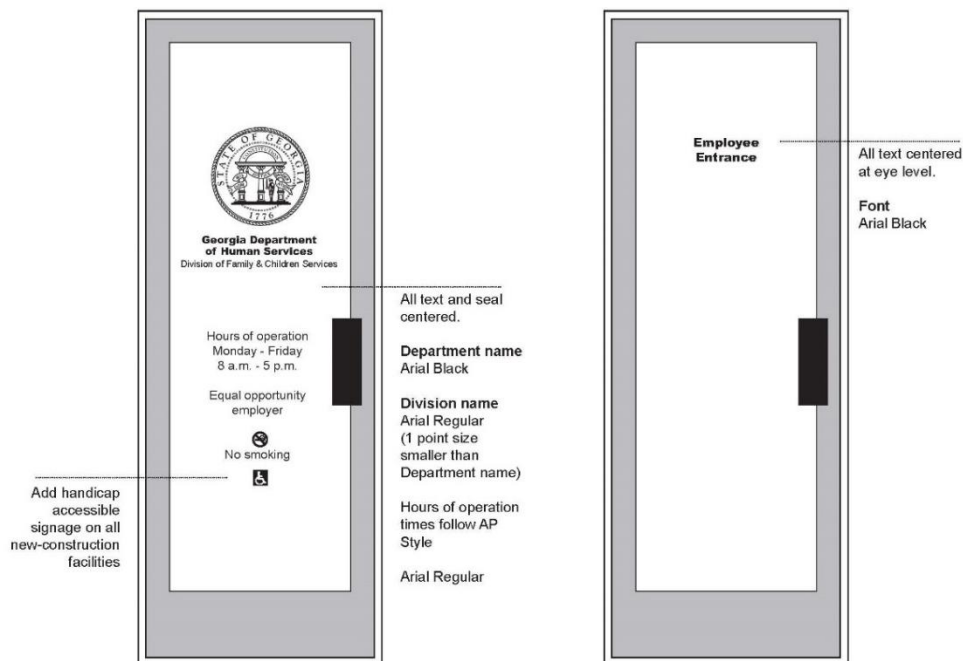 STATE OF GEORGIA
CONSTITUTION
1776
Georgia Department
of Human Services
Division of Family & Children Services
Hours of operation
Monday - Friday
8 a.m. - 5 p.m.
Equal opportunity
employer
No smoking
Add handicap
accessible
signage on all
new-construction
facilities
All text and seal
centered.
Department name
Arial Black
Division name
Arial Regular
(1 point size
smaller than
Department name)
Hours of operation
times follow AP
Style
Arial Regular
Employee
Entrance
All text centered
at eye level.
Font
Arial Black